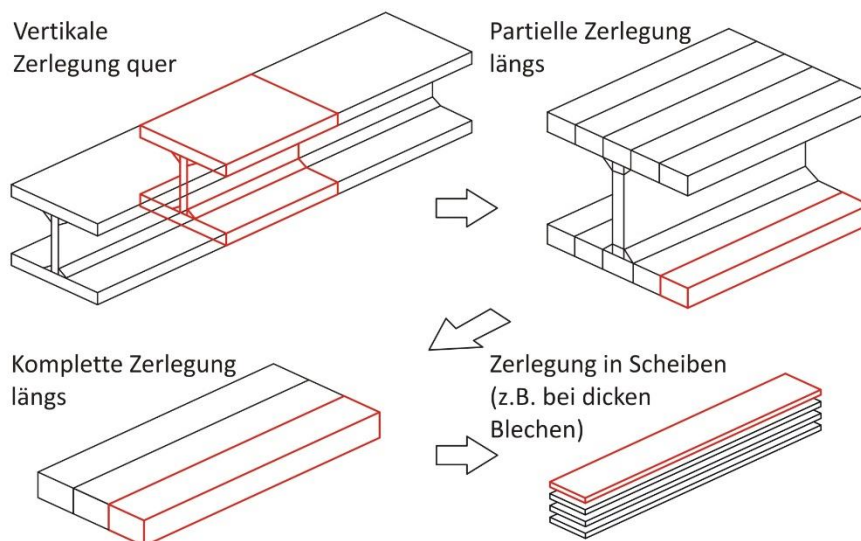 Vertikale
Zerlegung quer
Partielle Zerlegung
längs
Komplette Zerlegung
längs
Zerlegung in Scheiben
(z.B. bei dicken
Blechen)